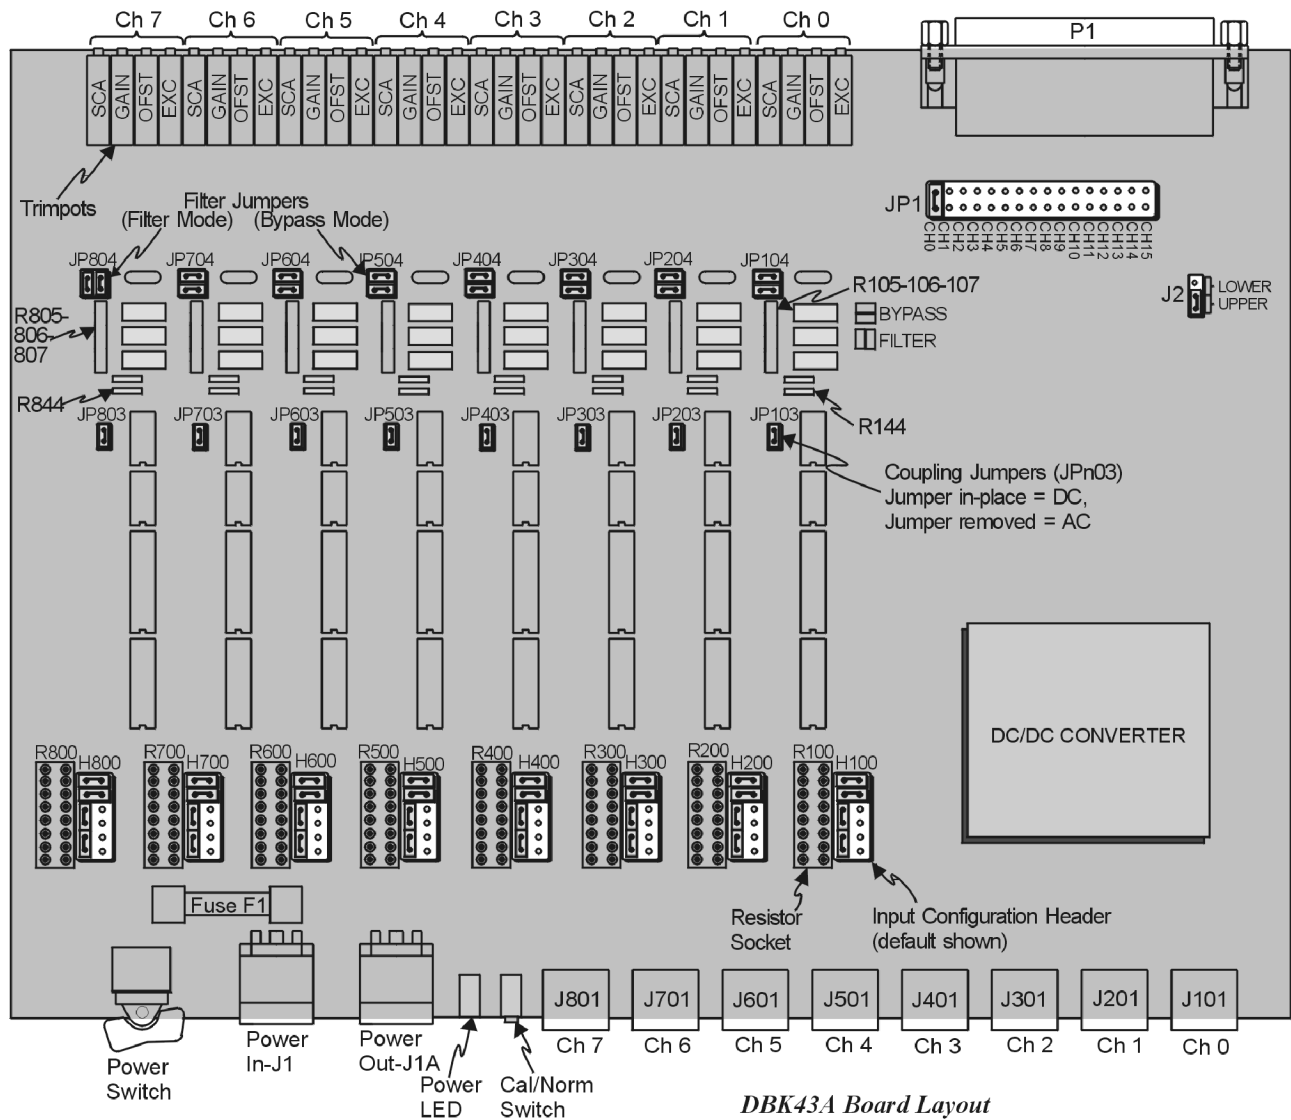 Ch 7 Ch 6 Ch 5 Ch 4 Ch 3 Ch 2 Ch 1 Ch 0
P1
SCA GAIN OFST EXC SCA GAIN OFST EXC SCA GAIN OFST EXC SCA GAIN OFST EXC SCA GAIN OFST EXC SCA GAIN OFST EXC SCA GAIN OFST EXC SCA GAIN OFST EXC
Trimpots
Filter Jumpers
(Filter Mode) (Bypass Mode)
JP1
CH0 CH1 CH2 CH3 CH4 CH5 CH6 CH7 CH8 CH9 CH10 CH11 CH12 CH13 CH14 CH15
JP804 JP704 JP604 JP504 JP404 JP304 JP204 JP104
R105-106-107
J2
LOWER
UPPER
BYPASS
FILTER
R805-
806-
807
R844
R144
JP803 JP703 JP603 JP503 JP403 JP303 JP203 JP103
Coupling Jumpers (JPn03)
Jumper in-place = DC,
Jumper removed = AC
DC/DC CONVERTER
R800 H800 R700 H700 R600 H600 R500 H500 R400 H400 R300 H300 R200 H200 R100 H100
Fuse F1
Resistor
Socket
Input Configuration Header
(default shown)
J801 J701 J601 J501 J401 J301 J201 J101
Ch 7 Ch 6 Ch 5 Ch 4 Ch 3 Ch 2 Ch 1 Ch 0
Power
Switch
Power
In-J1
Power
Out-J1A
Power
LED
Cal/Norm
Switch
DBK43A Board Layout